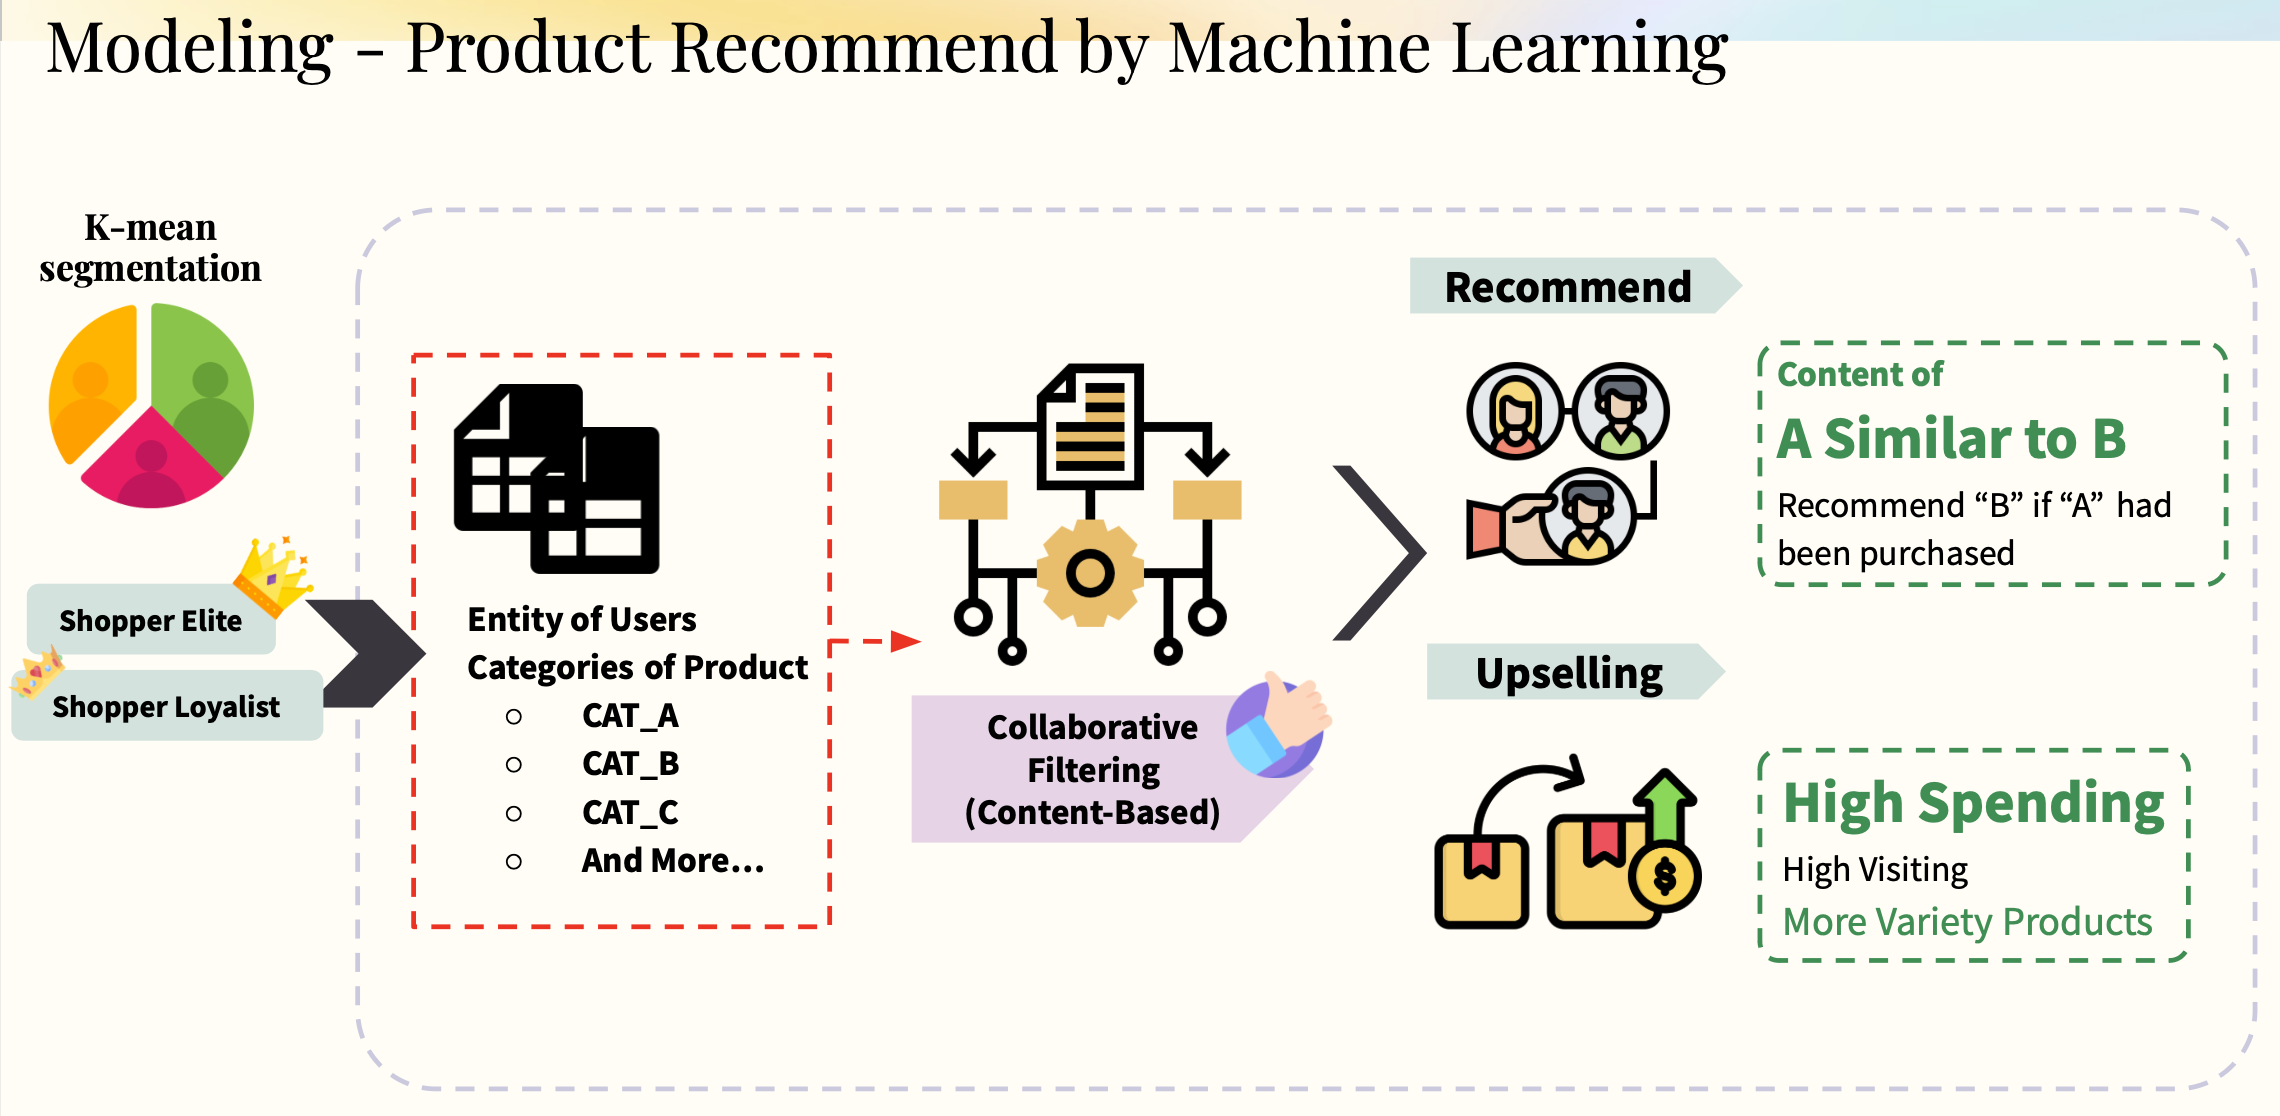 Modeling - Product Recommend by Machine Learning
K-mean
segmentation
Shopper Elite
Shopper Loyalist
Entity of Users
Categories of Product
○ CAT_A
○ CAT_B
○ CAT_C
○ And More...
Collaborative
Filtering
(Content-Based)
Recommend
Content of
A Similar to B
Recommend “B” if “A” had
been purchased
Upselling
$
High Spending
High Visiting
More Variety Products